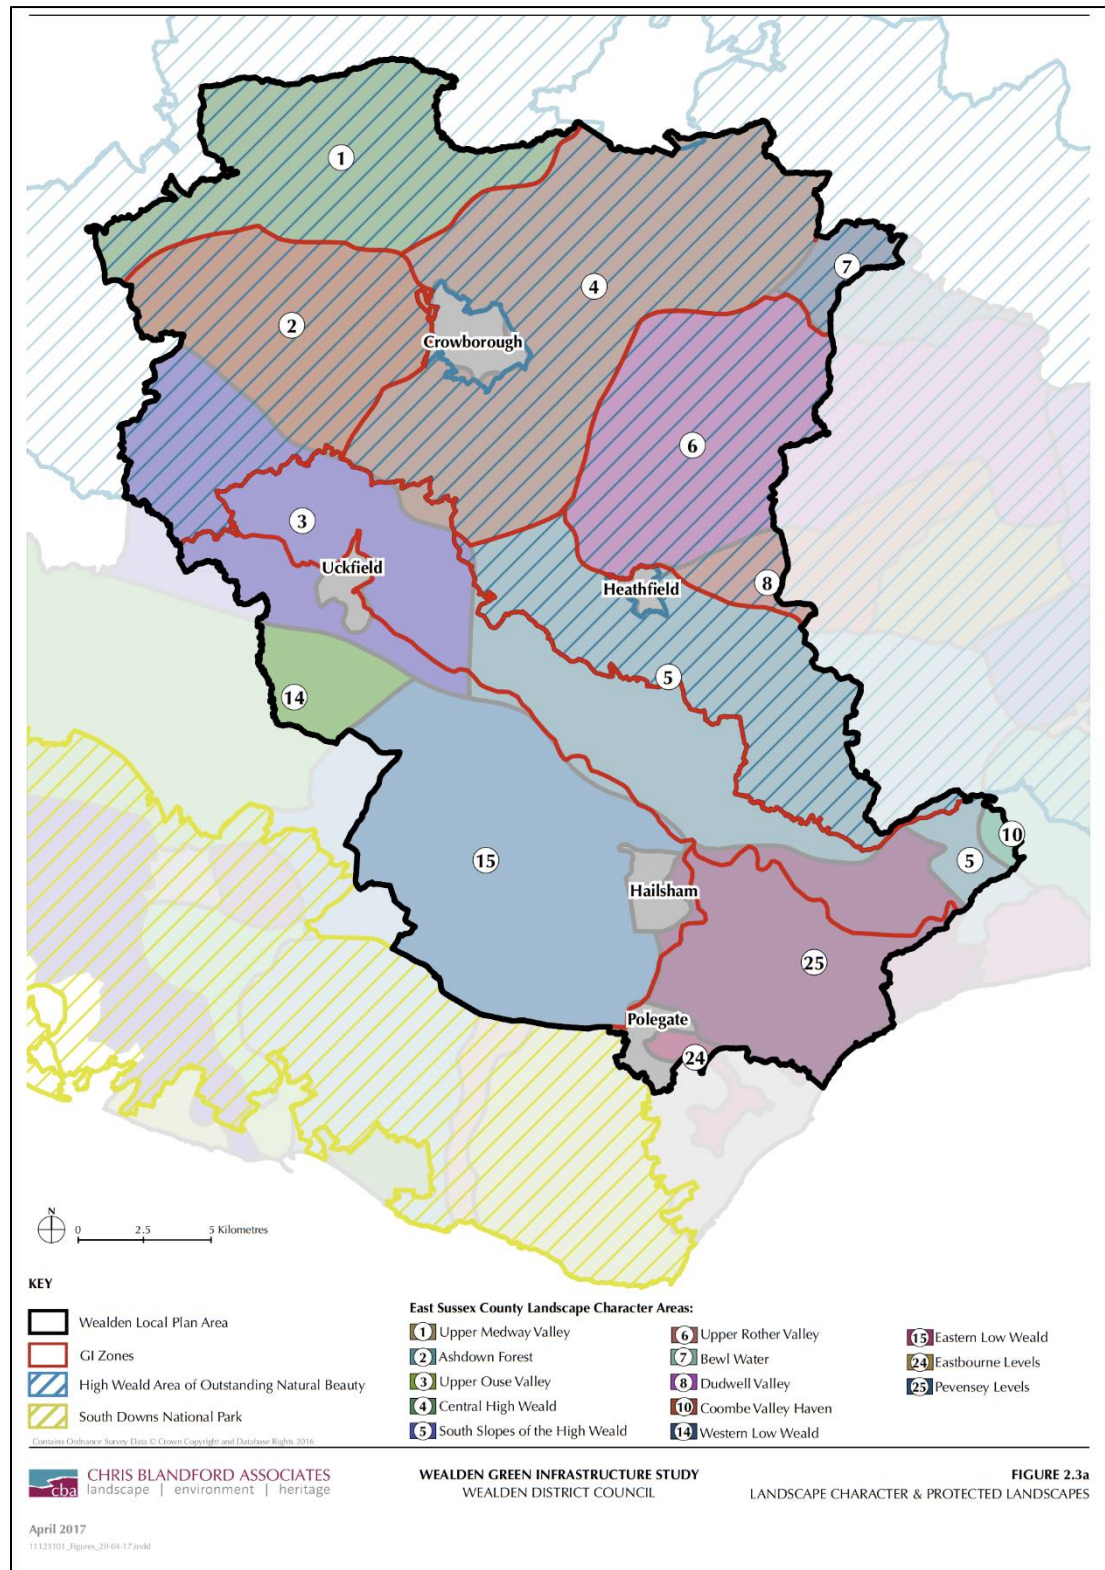 1
7
4
2
Crowborough
6
3
Uckfield
8
Heathfield
5
14
10
15
5
Hailsham
25
Polegate
24
N
0 2.5 5 Kilometres
KEY
Wealden Local Plan Area
GI Zones
High Weald Area of Outstanding Natural Beauty
South Downs National Park
Contains Ordnance Survey Data © Crown Copyright and Database Rights 2016
East Sussex County Landscape Character Areas:
1 Upper Medway Valley
2 Ashdown Forest
3 Upper Ouse Valley
4 Central High Weald
5 South Slopes of the High Weald
6 Upper Rother Valley
7 Bewl Water
8 Dudwell Valley
10 Coombe Valley Haven
14 Western Low Weald
15 Eastern Low Weald
24 Eastbourne Levels
25 Pevensey Levels
cba
CHRIS BLANDFORD ASSOCIATES
landscape | environment | heritage
WEALDEN GREEN INFRASTRUCTURE STUDY
WEALDEN DISTRICT COUNCIL
FIGURE 2.3a
LANDSCAPE CHARACTER & PROTECTED LANDSCAPES
April 2017
11123101_Figures_20-04-17.indd